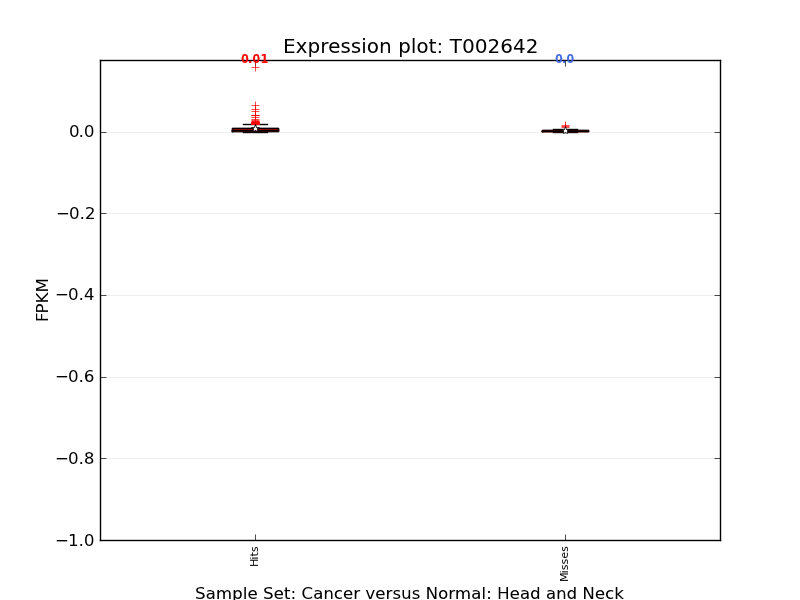 Expression plot: T002642
0.01
0.0
0.0
−0.2
−0.4
−0.6
−0.8
−1.0
FPKM
Hits
Misses
Sample Set: Cancer versus Normal: Head and Neck